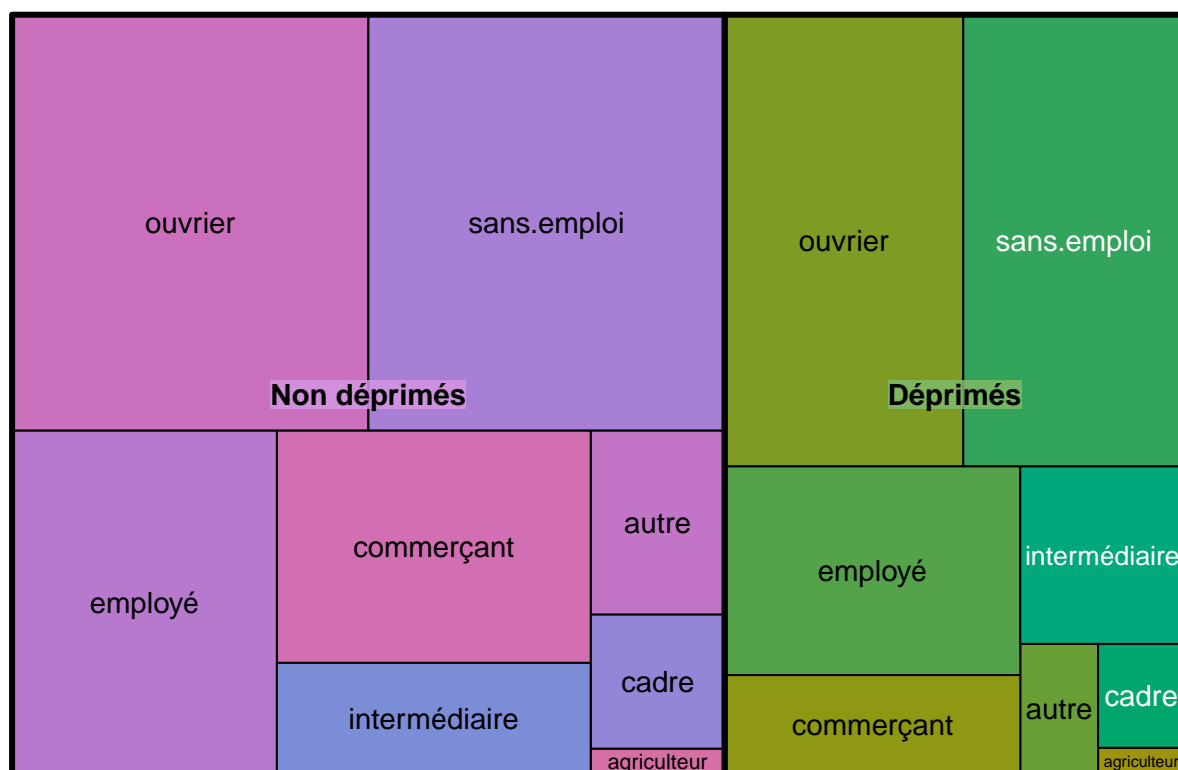 ouvrier
sans.emploi
Non déprimés
employé
commerçant
autre
intermédiaire
cadre
agriculteur
ouvrier
sans.emploi
Déprimés
employé
intermédiaire
commerçant
autre
cadre
agriculteur